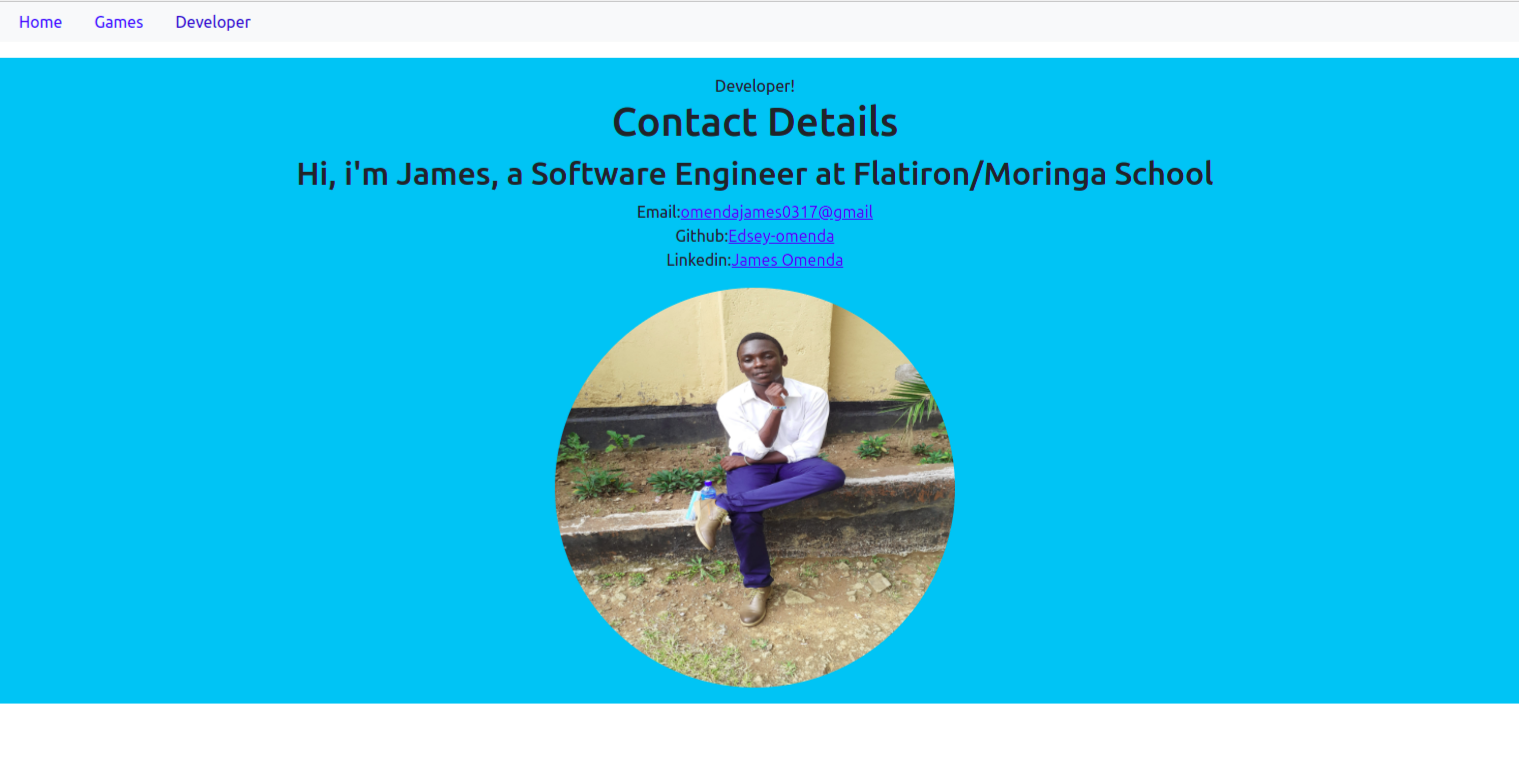 Home Games Developer
Developer!
Contact Details
Hi, i'm James, a Software Engineer at Flatiron/Moringa School
Email:omendajames0317@gmail
Github:Edsey-omenda
Linkedin:James Omenda